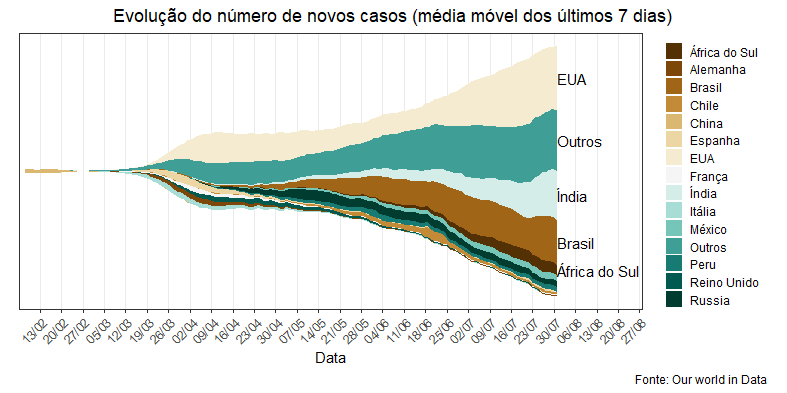 Evolução do número de novos casos (média móvel dos últimos 7 dias)
EUA
Outros
Índia
Brasil
África do Sul
África do Sul
Alemanha
Brasil
Chile
China
Espanha
EUA
França
Índia
Itália
México
Outros
Peru
Reino Unido
Russia
13/02 20/02 27/02 05/03 12/03 19/03 26/03 02/04 09/04 16/04 23/04 30/04 07/05 14/05 21/05 28/05 04/06 11/06 18/06 25/06 02/07 09/07 16/07 23/07 30/07 06/08 13/08 20/08 27/08
Data
Fonte: Our world in Data